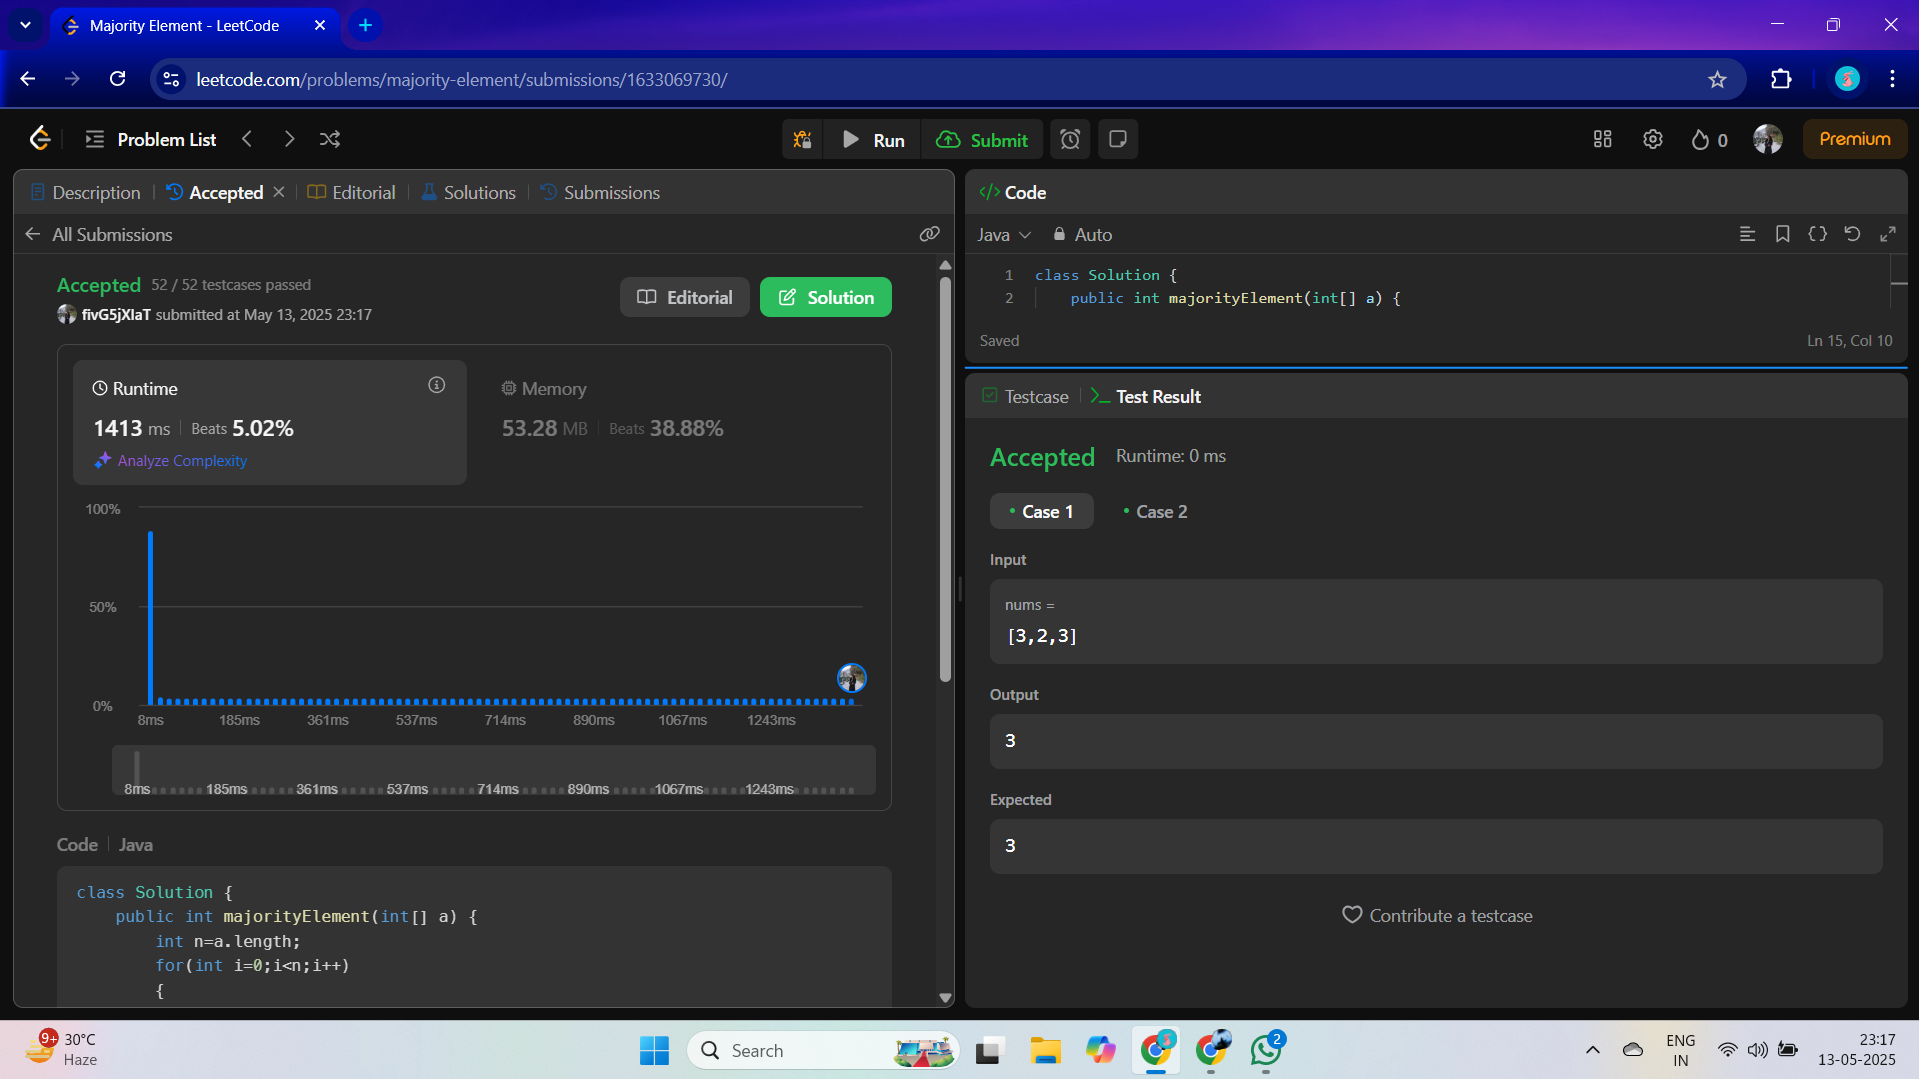 Majority Element - LeetCode
leetcode.com/problems/majority-element/submissions/1633069730/
Problem List
Run
Submit
0
Premium
Description
Accepted
Editorial
Solutions
Submissions
All Submissions
Accepted 52 / 52 testcases passed
fivG5jXIaT submitted at May 13, 2025 23:17
Editorial
Solution
Runtime
1413 ms Beats 5.02%
Analyze Complexity
Memory
53.28 MB Beats 38.88%
100%
50%
0%
8ms 185ms 361ms 537ms 714ms 890ms 1067ms 1243ms
8ms 185ms 361ms 537ms 714ms 890ms 1067ms 1243ms
Code Java
class Solution {
public int majorityElement(int[] a) {
int n=a.length;
for(int i=0;i<n;i++)
{
</> Code
Java Auto
1 class Solution {
2 public int majorityElement(int[] a) {
Saved
Ln 15, Col 10
Testcase
Test Result
Accepted Runtime: 0 ms
Case 1
Case 2
Input
nums =
[3,2,3]
Output
3
Expected
3
Contribute a testcase
9+
30°C
Haze
Search
2
ENG
IN
23:17
13-05-2025